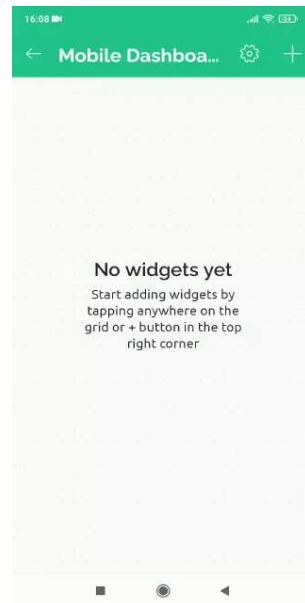 16:08
Mobile Dashboa...
No widgets yet
Start adding widgets by
tapping anywhere on the
grid or + button in the top
right corner